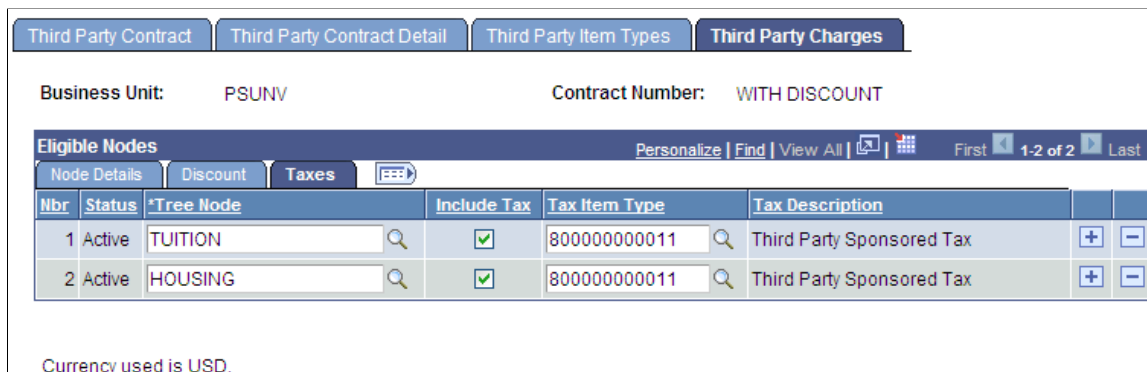 Third Party Contract Third Party Contract Detail Third Party Item Types Third Party Charges
Business Unit: PSUNV Contract Number: WITH DISCOUNT
Eligible Nodes Personalize | Find | View All | | First 1-2 of 2 Last
Node Details Discount Taxes
Nbr Status *Tree Node Include Tax Tax Item Type Tax Description
1 Active TUITION 800000000011 Third Party Sponsored Tax
2 Active HOUSING 800000000011 Third Party Sponsored Tax
Currency used is USD.